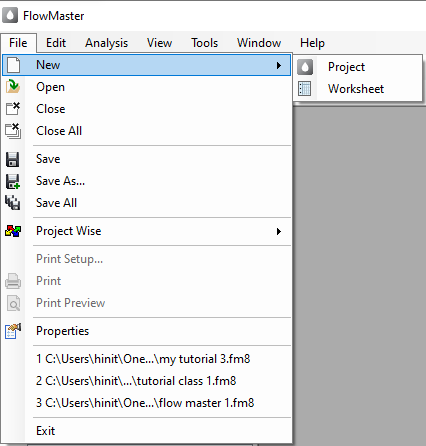 FlowMaster
File Edit Analysis View Tools Window Help
New
Project
Worksheet
Open
Close
Close All
Save
Save As...
Save All
Project Wise
Print Setup...
Print
Print Preview
Properties
1 C:\Users\hinit\One...\my tutorial 3.fm8
2 C:\Users\hinit\...\tutorial class 1.fm8
3 C:\Users\hinit\One...\flow master 1.fm8
Exit